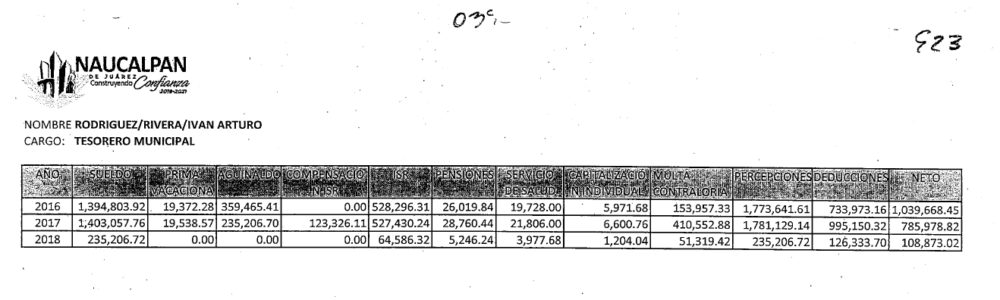 03c.-
923
NAUCALPAN
DE JUÁREZ
Construyendo Confianza
2019-2021
NOMBRE RODRIGUEZ/RIVERA/IVAN ARTURO
CARGO: TESORERO MUNICIPAL
AÑO SUELDO PRIMA VACACIONA AGUINALDO COMPENSACIO N ISR ISR PENSIONES SERVICIO DE SALUD CAPITALIZACIO N INDIVIDUAL MULTA CONTRALORIA PERCEPCIONES DEDUCCIONES NETO
2016 1,394,803.92 19,372.28 359,465.41 0.00 528,296.31 26,019.84 19,728.00 5,971.68 153,957.33 1,773,641.61 733,973.16 1,039,668.45
2017 1,403,057.76 19,538.57 235,206.70 123,326.11 527,430.24 28,760.44 21,806.00 6,600.76 410,552.88 1,781,129.14 995,150.32 785,978.82
2018 235,206.72 0.00 0.00 0.00 64,586.32 5,246.24 3,977.68 1,204.04 51,319.42 235,206.72 126,333.70 108,873.02